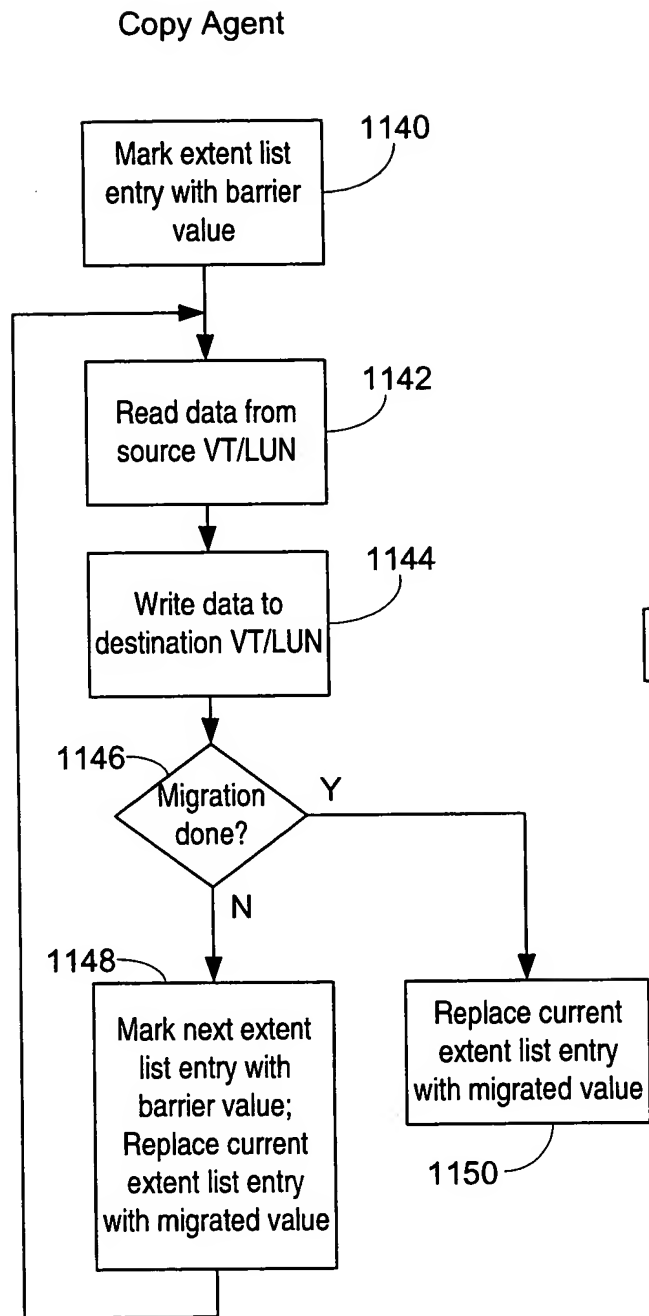 Copy Agent
1140
Mark extent list
entry with barrier
value
1142
Read data from
source VT/LUN
1144
Write data to
destination VT/LUN
1146
Migration
done?
Y
N
1148
Mark next extent
list entry with
barrier value;
Replace current
extent list entry
with migrated value
Replace current
extent list entry
with migrated value
1150